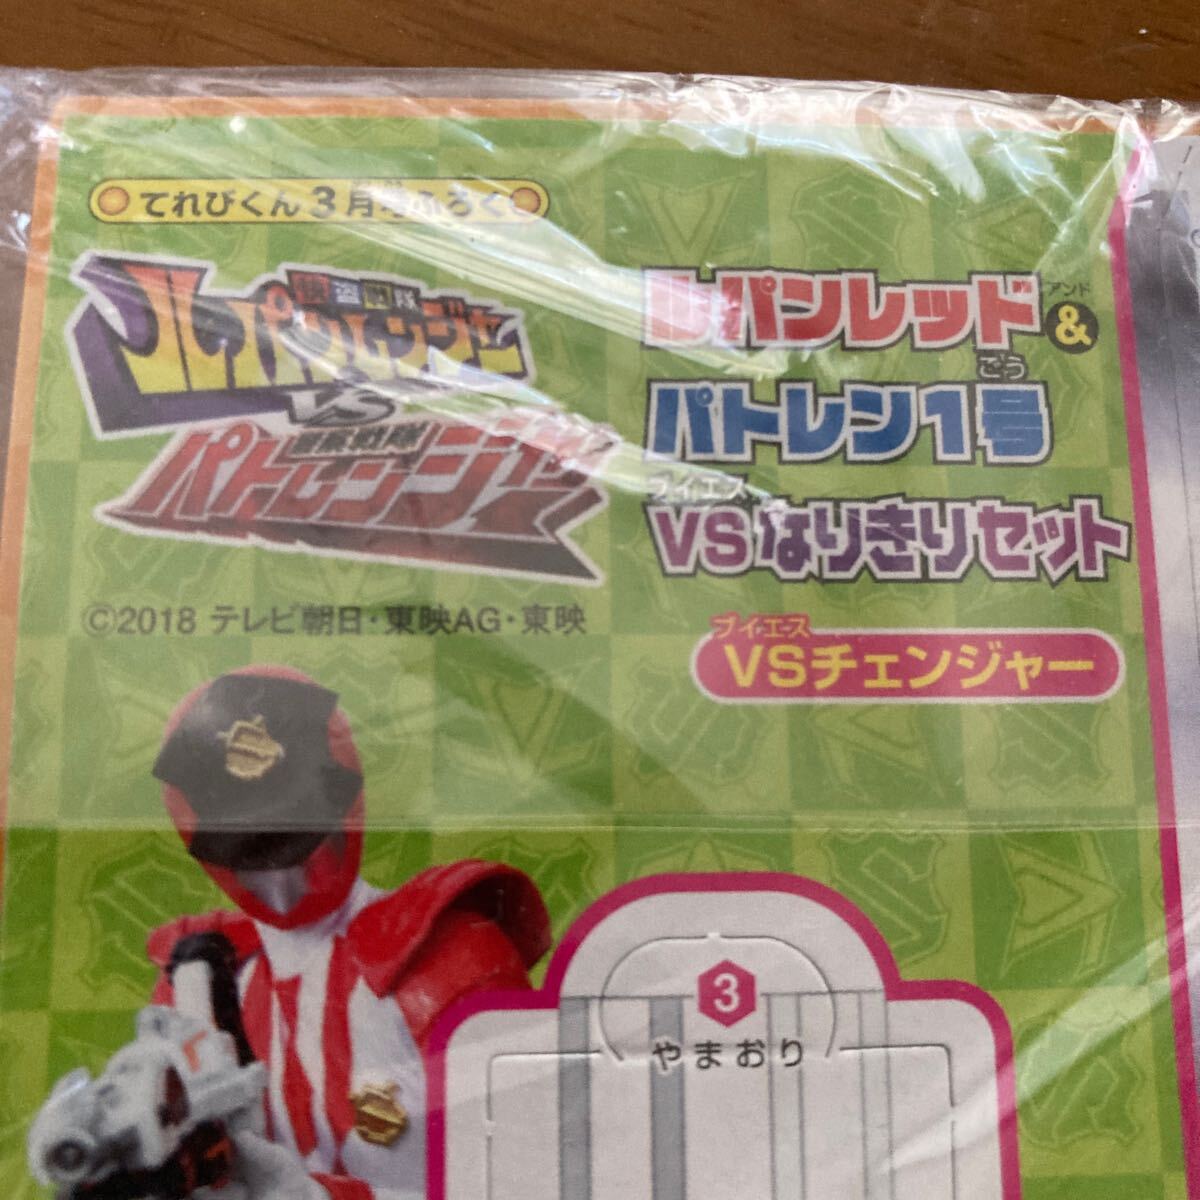 てれびくん3月号ふろく
快盗戦隊
ルパンレンジャー
VS
警察戦隊
パトレンジャー
©2018 テレビ朝日・東映AG・東映
ルパンレッド&
アンド
ごう
パトレン1号
ブイエス
VSなりきりセット
ブイエス
VSチェンジャー
3
やまおり